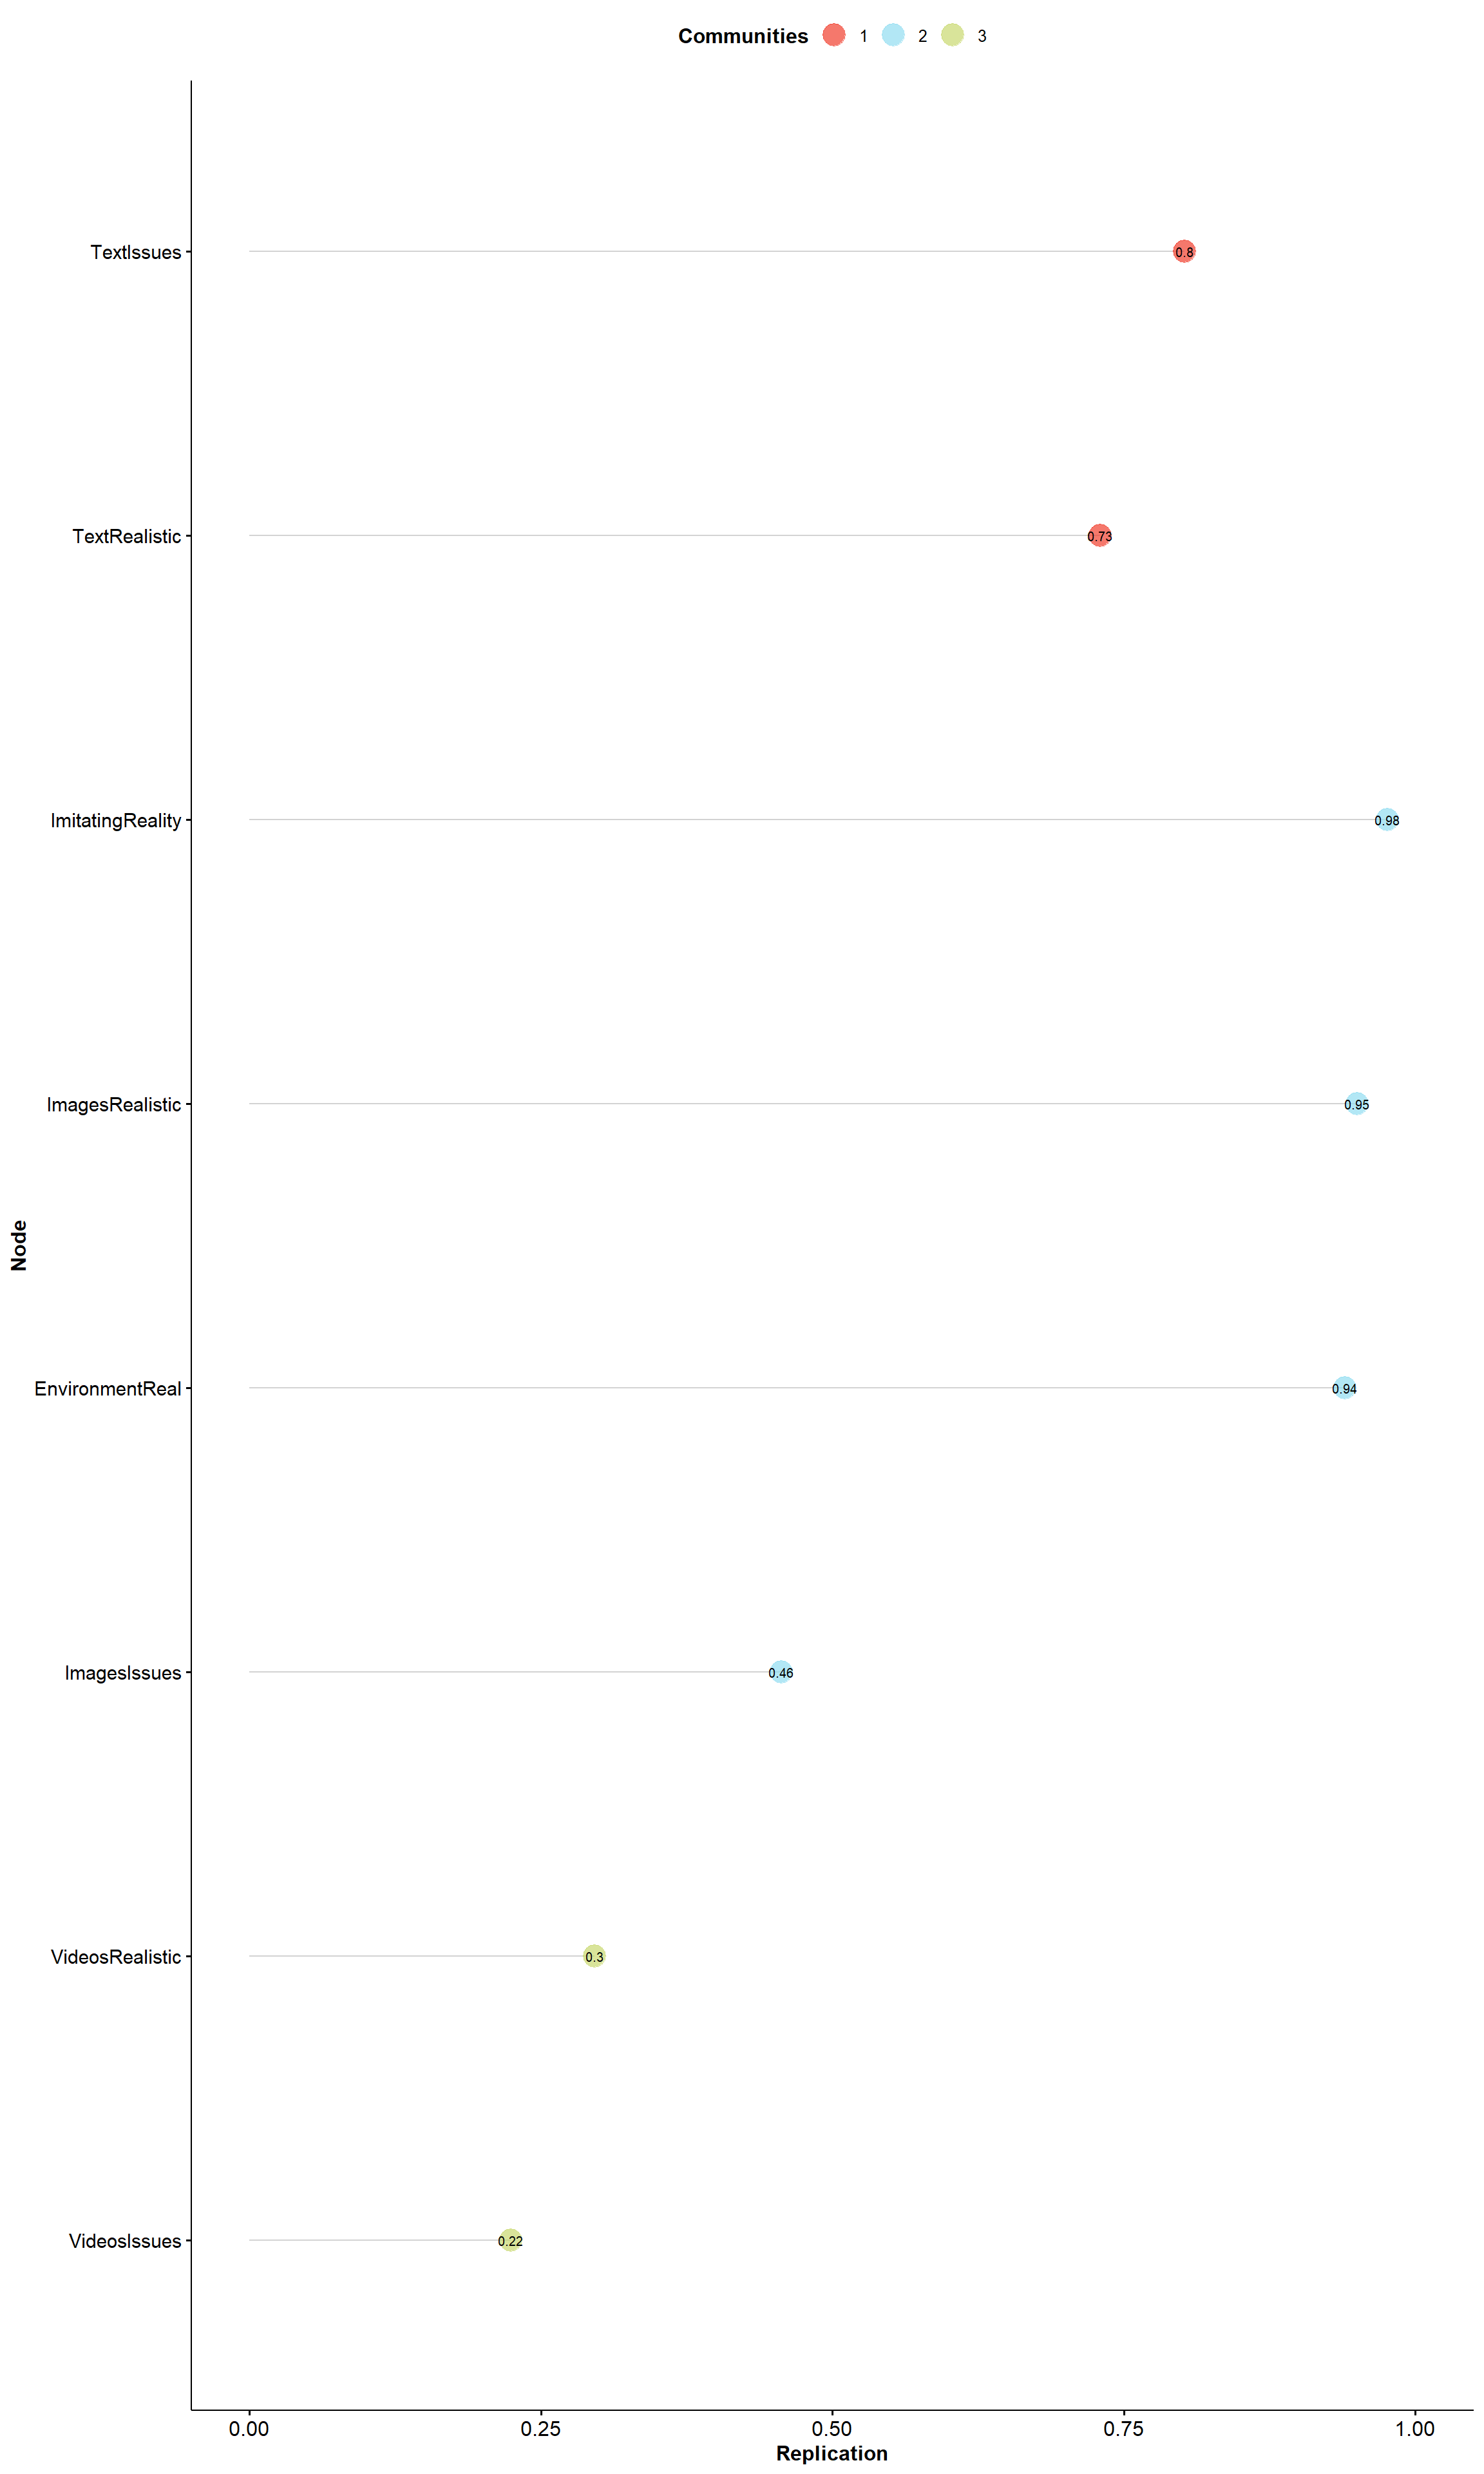 Communities 1 2 3
TextIssues 0.8
TextRealistic 0.73
ImitatingReality 0.98
ImagesRealistic 0.95
Node
EnvironmentReal 0.94
ImagesIssues 0.46
VideosRealistic 0.3
VideosIssues 0.22
0.00 0.25 0.50 0.75 1.00
Replication